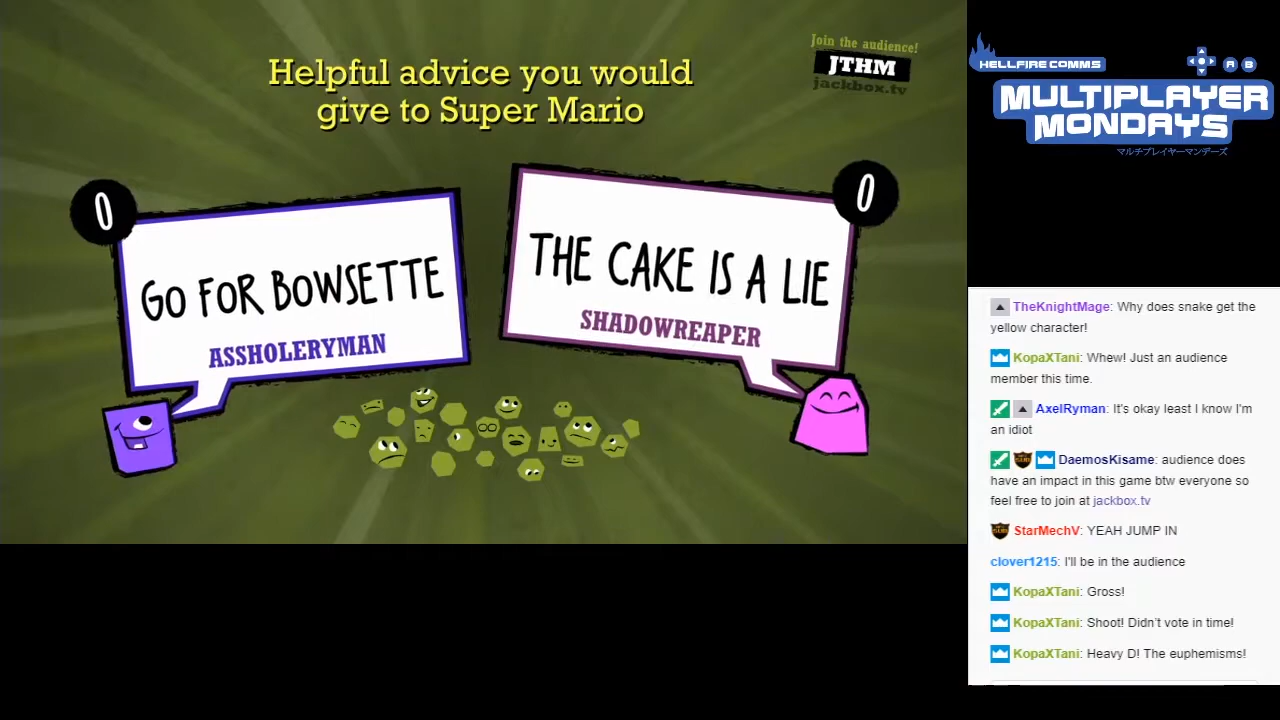 Helpful advice you would
give to Super Mario
Join the audience!
JTHM
jackbox.tv
0
GO FOR BOWSETTE
ASSHOLERYMAN
0
THE CAKE IS A LIE
SHADOWREAPER
HELLFIRE COMMS
A B
MULTIPLAYER
MONDAYS
マルチプレイヤーマンデーズ
TheKnightMage: Why does snake get the
yellow character!
KopaXTani: Whew! Just an audience
member this time.
AxelRyman: It's okay least I know I'm
an idiot
DaemosKisame: audience does
have an impact in this game btw everyone so
feel free to join at jackbox.tv
StarMechV: YEAH JUMP IN
clover1215: I'll be in the audience
KopaXTani: Gross!
KopaXTani: Shoot! Didn't vote in time!
KopaXTani: Heavy D! The euphemisms!